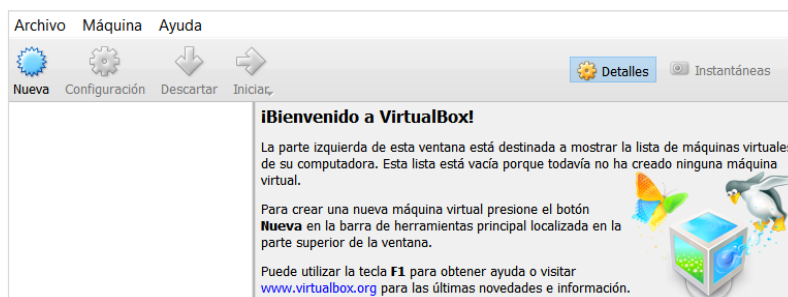 Archivo Máquina Ayuda
Nueva Configuración Descartar Iniciar
Detalles Instantáneas
¡Bienvenido a VirtualBox!
La parte izquierda de esta ventana está destinada a mostrar la lista de máquinas virtuales
de su computadora. Esta lista está vacía porque todavía no ha creado ninguna máquina
virtual.
Para crear una nueva máquina virtual presione el botón
Nueva en la barra de herramientas principal localizada en la
parte superior de la ventana.
Puede utilizar la tecla F1 para obtener ayuda o visitar
www.virtualbox.org para las últimas novedades e información.